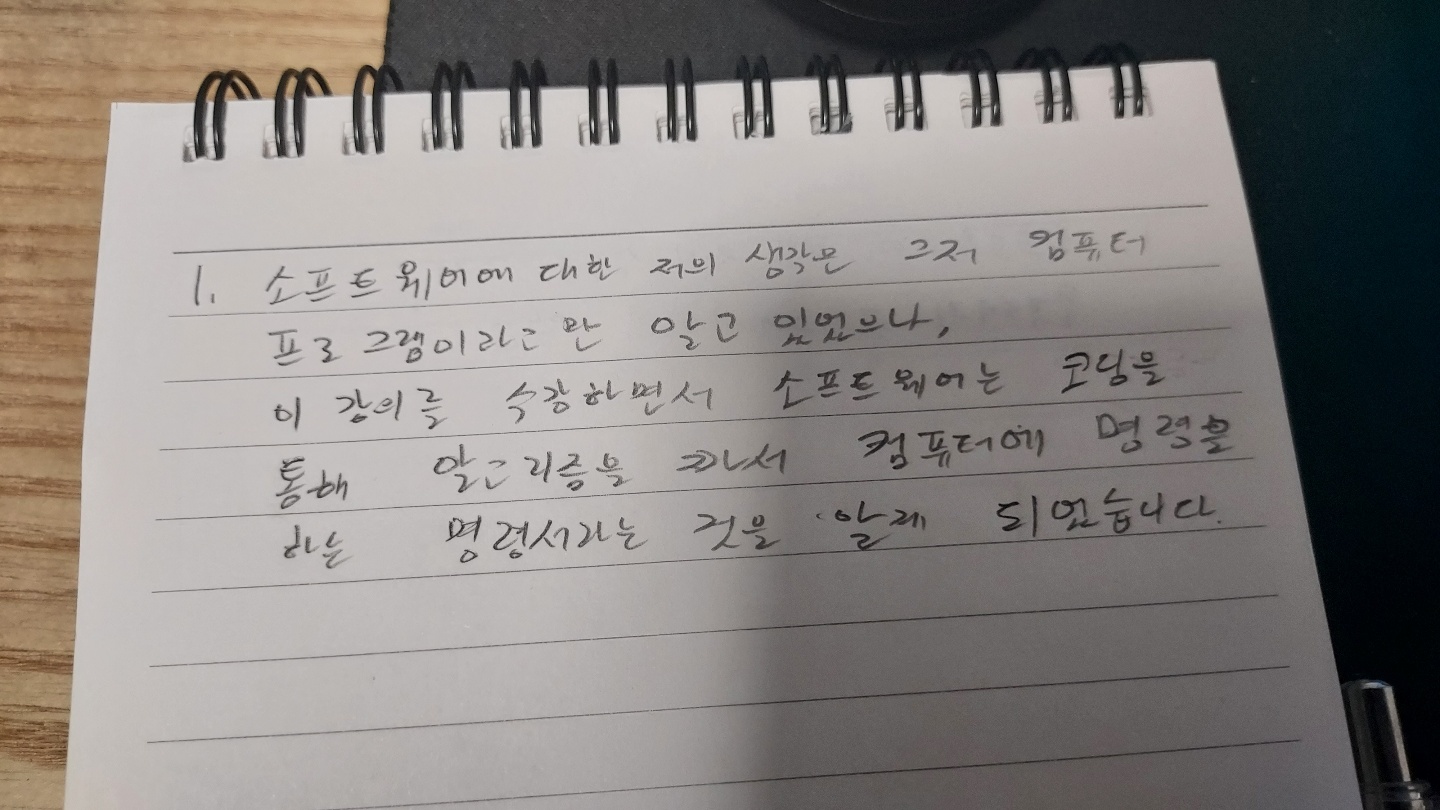 1. 소프트웨어에 대한 저의 생각은 그저 컴퓨터
프로그램이라고만 알고 있었으나,
이 강의를 수강하면서 소프트웨어는 코딩을
통해 알고리즘을 짜서 컴퓨터에 명령을
하는 명령서라는 것을 알게 되었습니다.